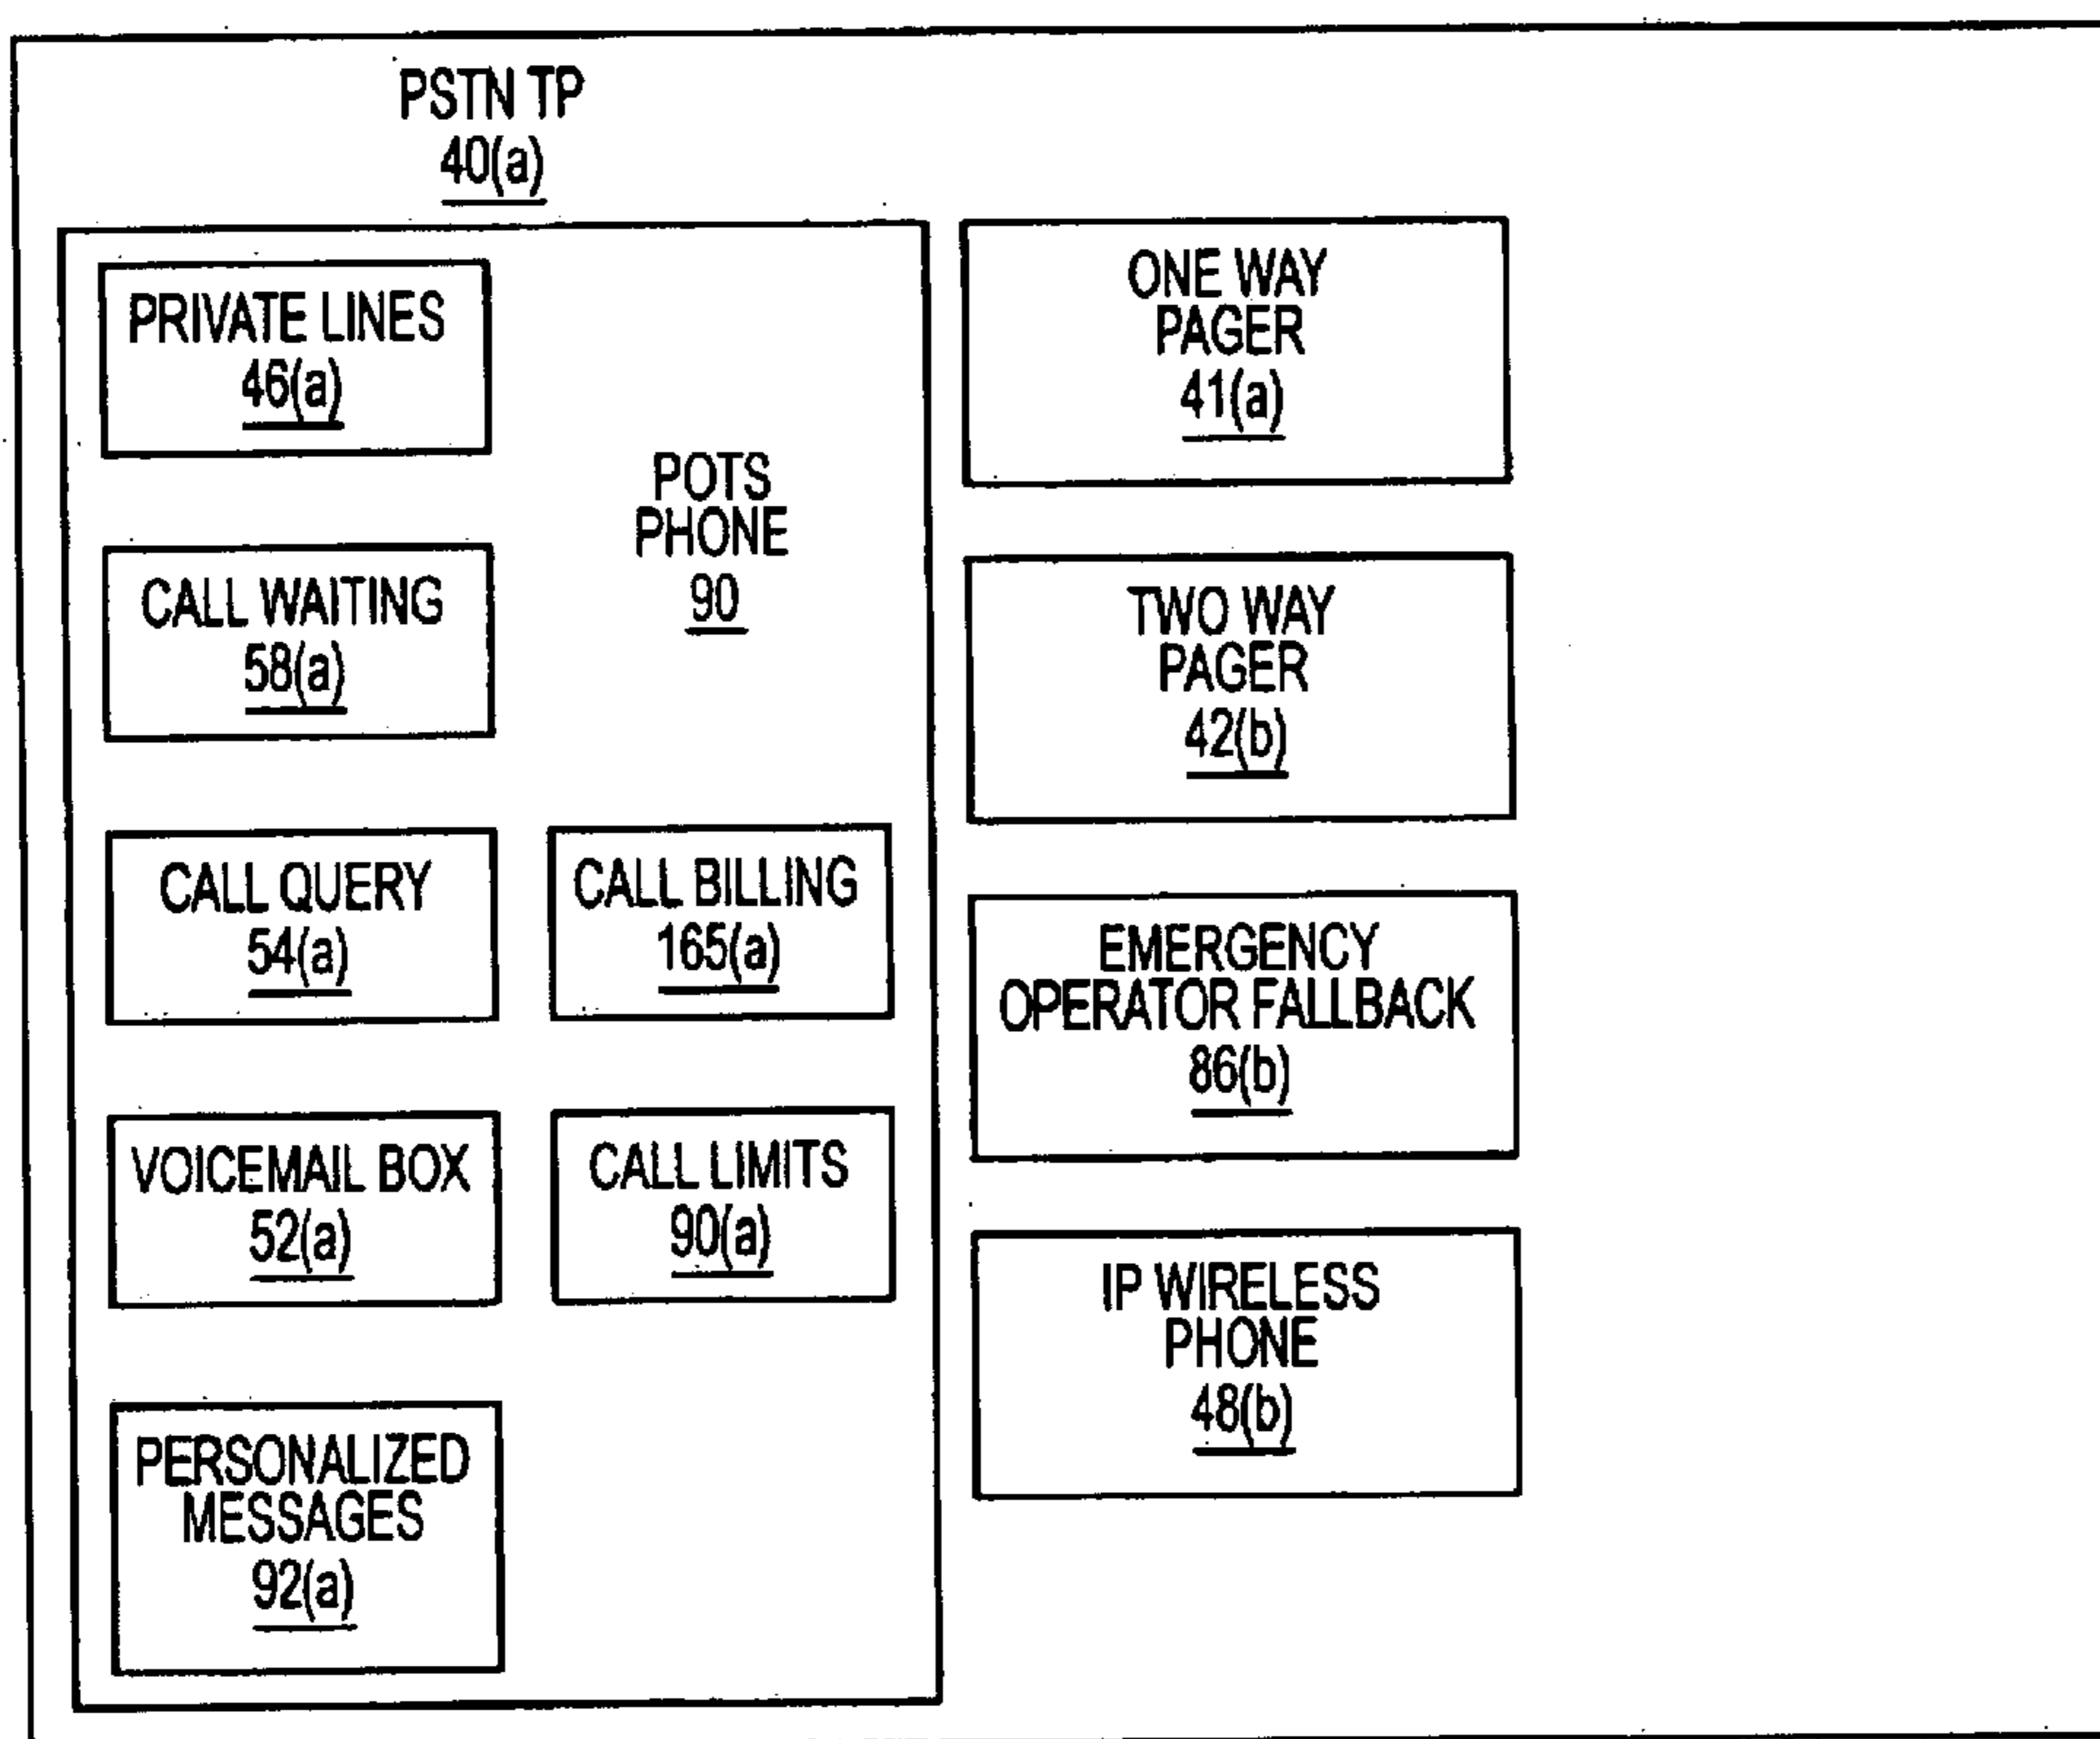 PSTN TP
40(a)
PRIVATE LINES
46(a)
CALL WAITING
58(a)
POTS
PHONE
90
CALL QUERY
54(a)
CALL BILLING
165(a)
VOICEMAIL BOX
52(a)
CALL LIMITS
90(a)
PERSONALIZED
MESSAGES
92(a)
ONE WAY
PAGER
41(a)
TWO WAY
PAGER
42(b)
EMERGENCY
OPERATOR FALLBACK
86(b)
IP WIRELESS
PHONE
48(b)